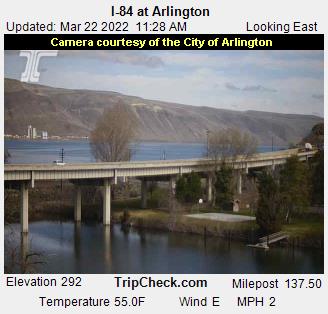 I-84 at Arlington
Updated: Mar 22 2022 11:28 AM Looking East
Camera courtesy of the City of Arlington
Elevation 292 TripCheck.com Milepost 137.50
Temperature 55.0F Wind E MPH 2